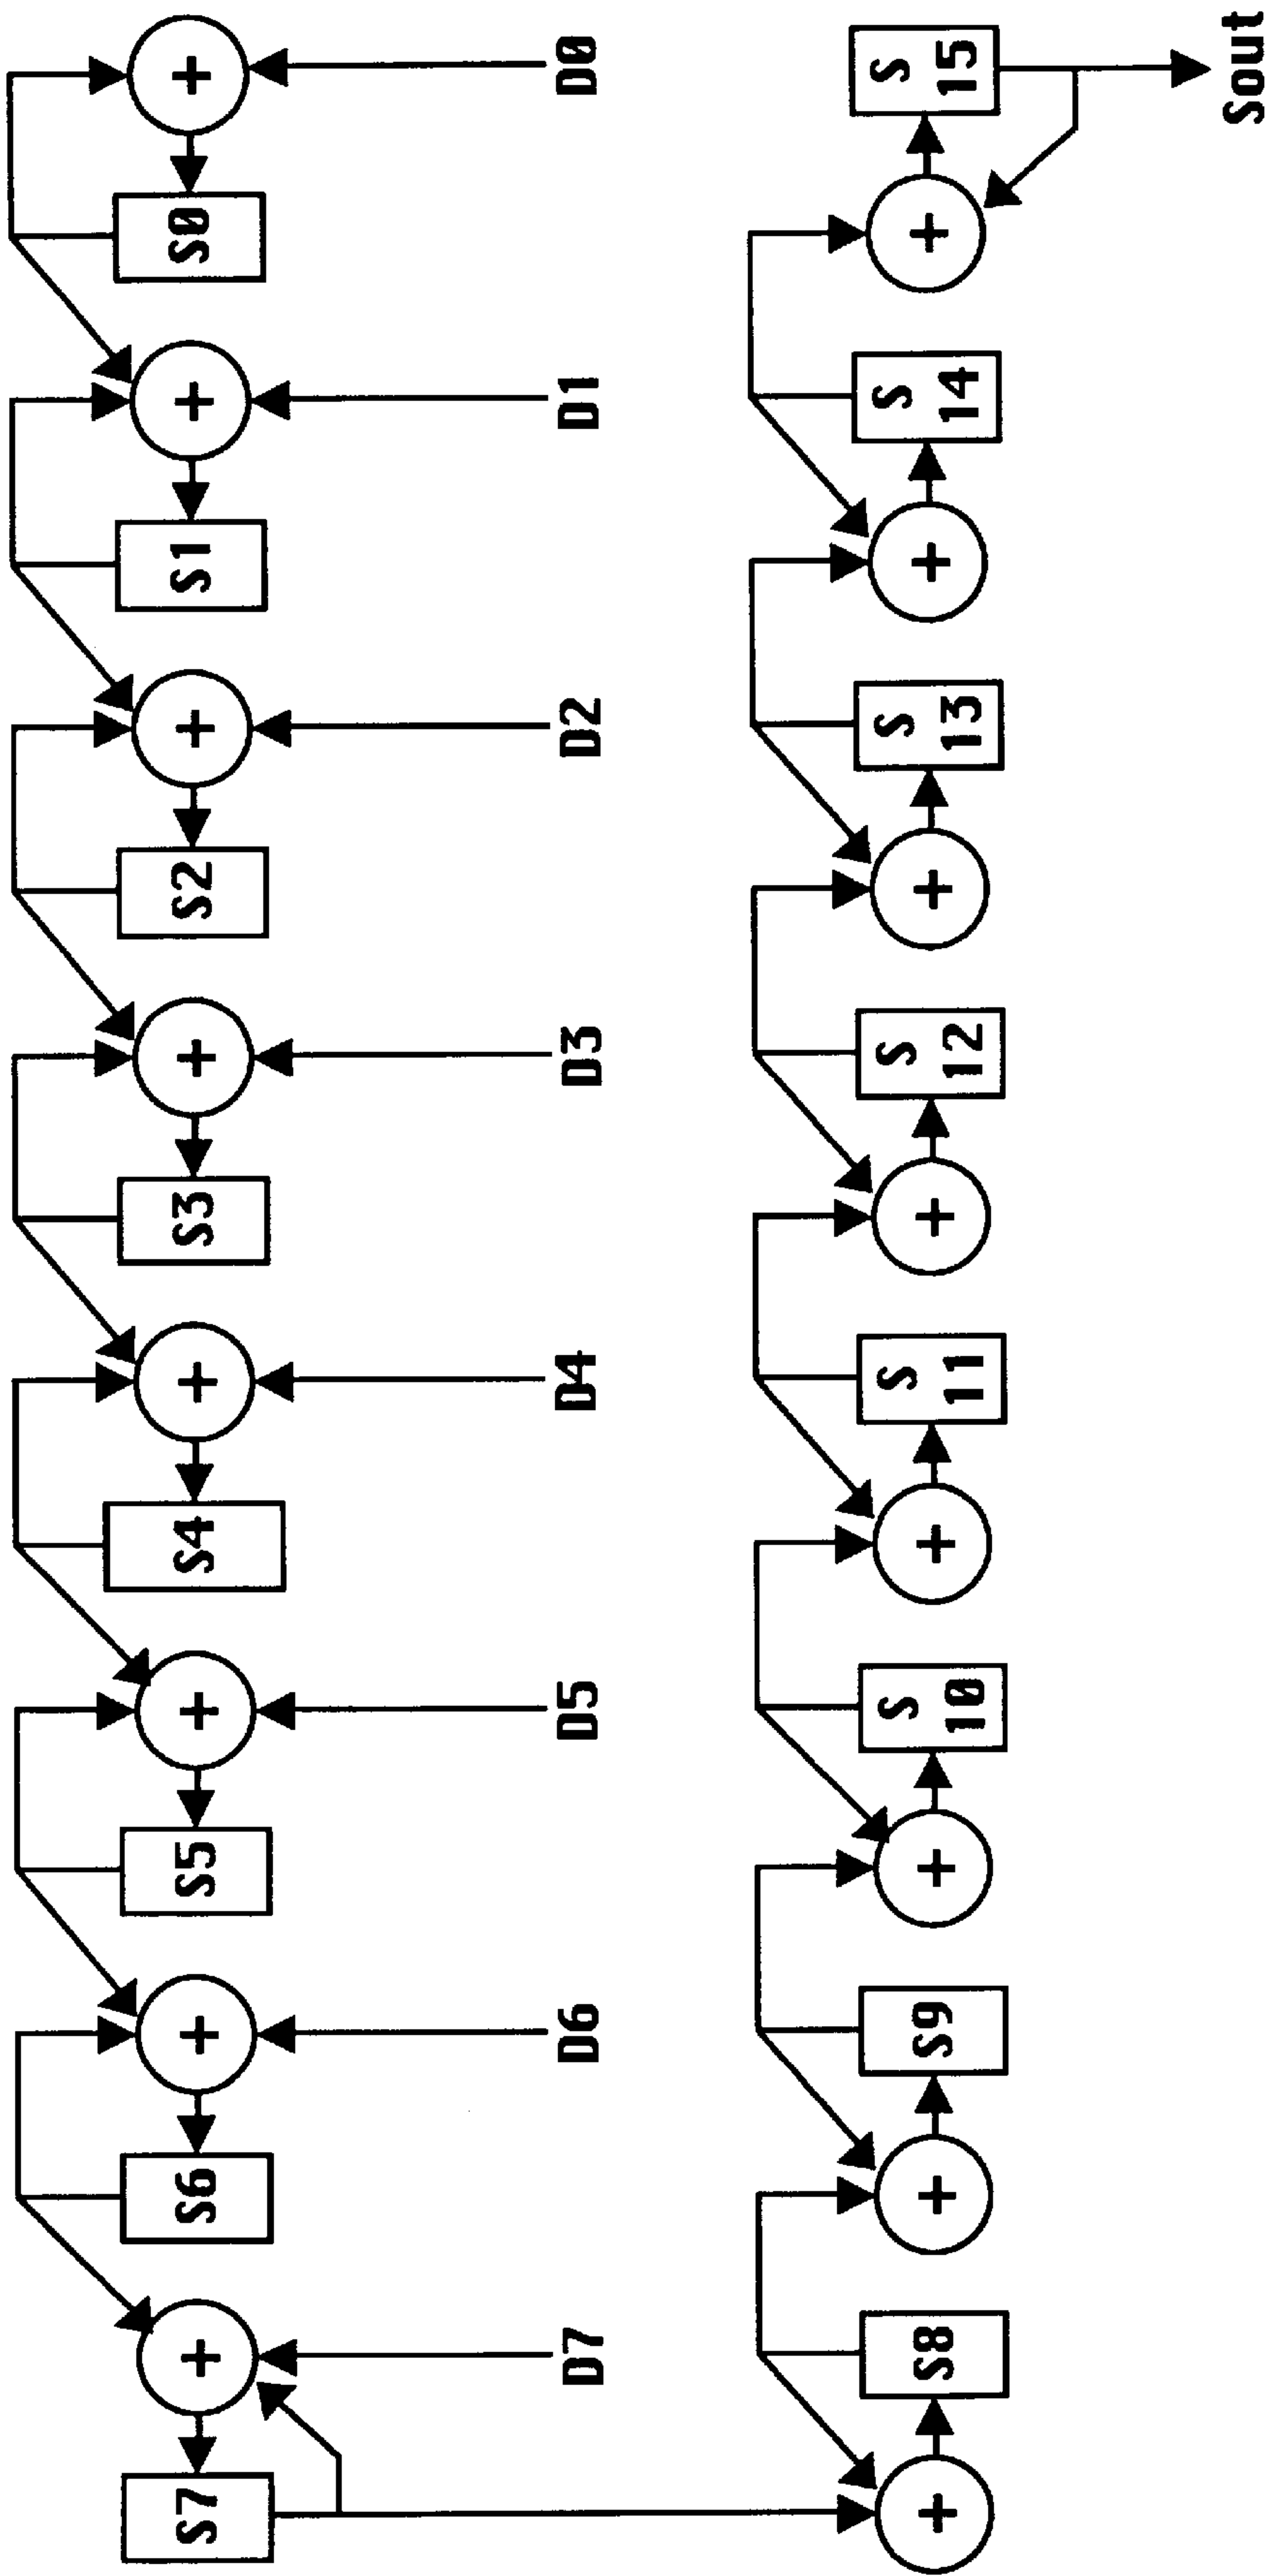 S7 + S6 + S5 + S4 + S3 + S2 + S1 + S0 +
D7 D6 D5 D4 D3 D2 D1 D0
+ S8 + S9 + S 10 + S 11 + S 12 + S 13 + S 14 + S 15
Sout